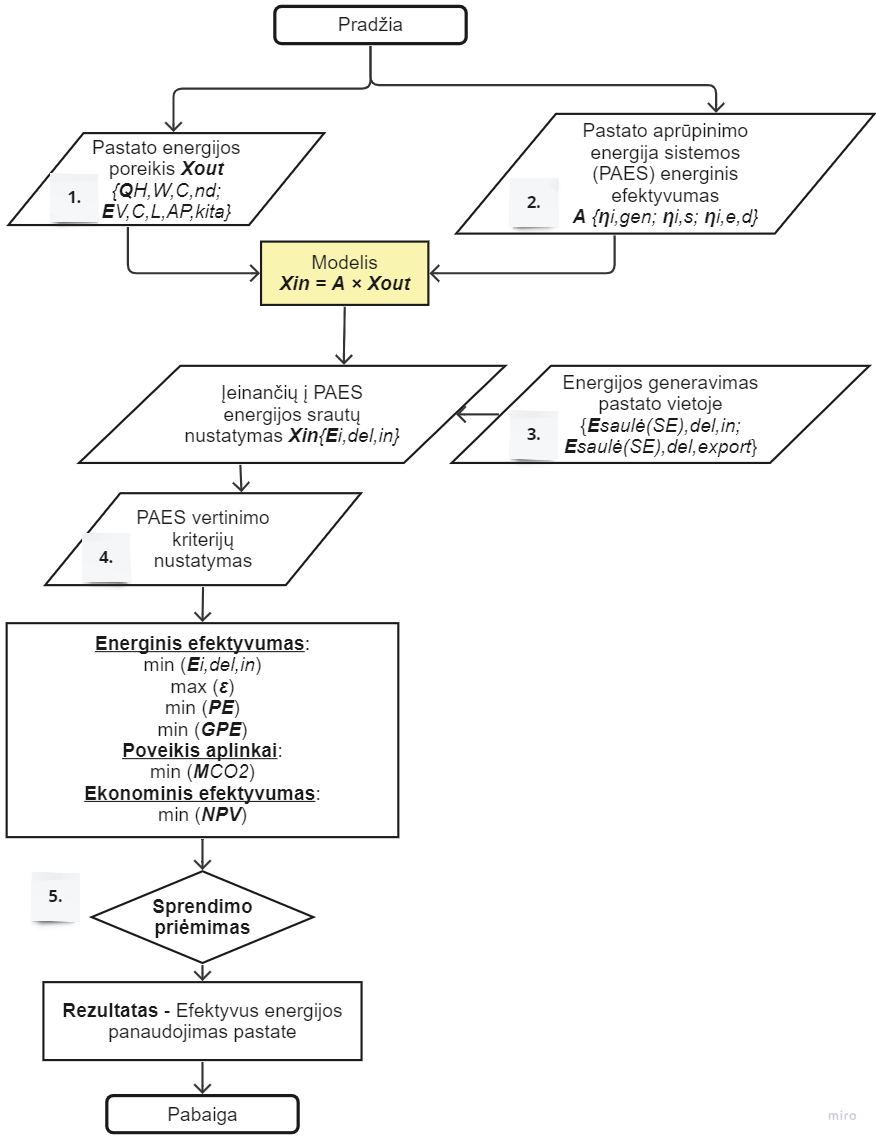 Pradžia
Pastato energijos
poreikis Xout
{QH,W,C,nd;
EV,C,L,AP,kita}
1.
Pastato aprūpinimo
energija sistemos
(PAES) energinis
efektyvumas
A {ηi,gen; ηi,s; ηi,e,d}
2.
Modelis
Xin = A × Xout
Įeinančių į PAES
energijos srautų
nustatymas Xin{Ei,del,in}
Energijos generavimas
pastato vietoje
{Esaulė(SE),del,in;
Esaulė(SE),del,export}
3.
PAES vertinimo
kriterijų
nustatymas
4.
Energinis efektyvumas:
min (Ei,del,in)
max (ε)
min (PE)
min (GPE)
Poveikis aplinkai:
min (MCO2)
Ekonominis efektyvumas:
min (NPV)
5.
Sprendimo
priėmimas
Rezultatas - Efektyvus energijos
panaudojimas pastate
Pabaiga
miro